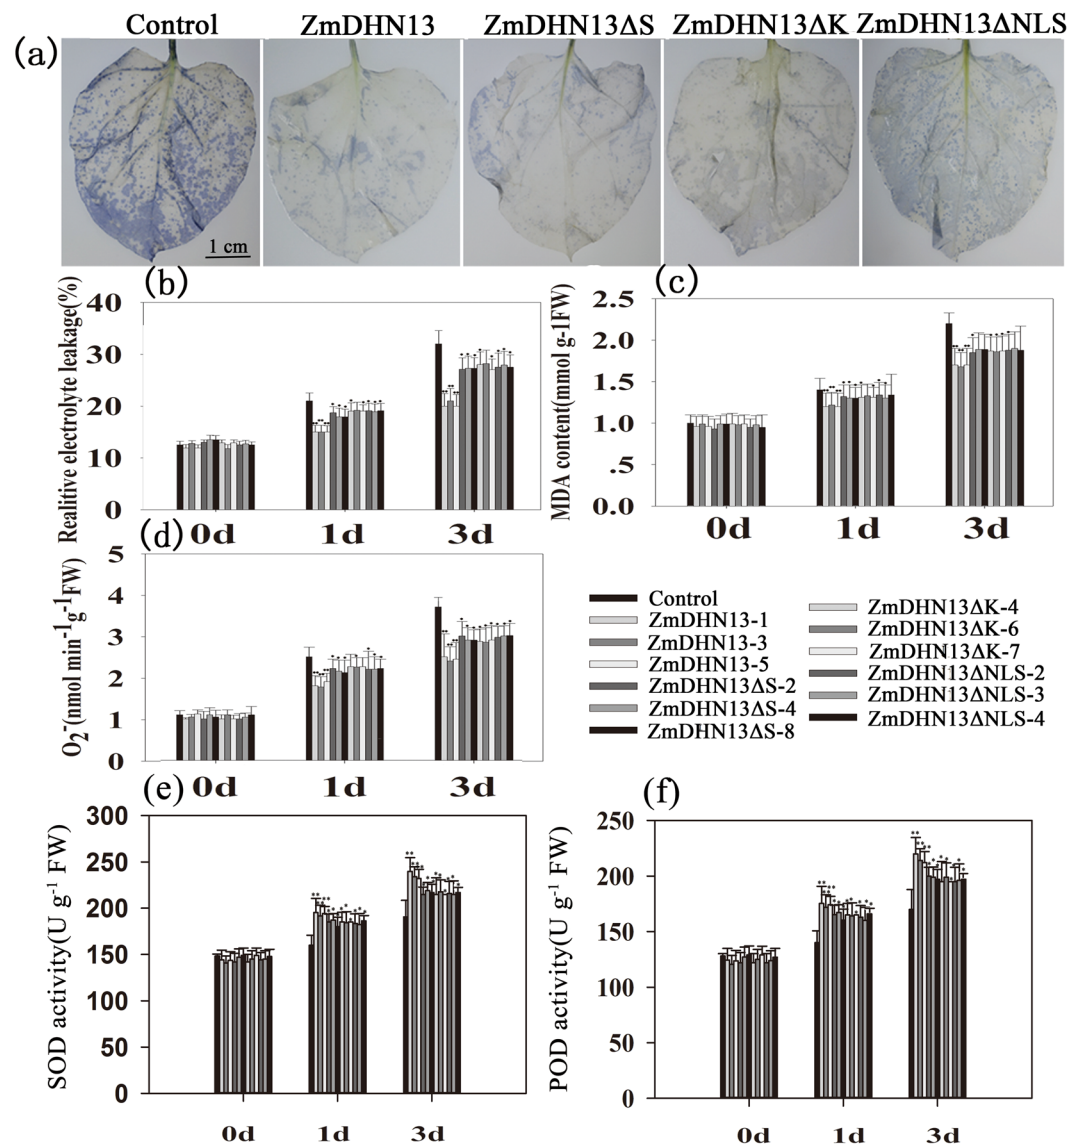 Control ZmDHN13 ZmDHN13ΔS ZmDHN13ΔK ZmDHN13ΔNLS
(a)
1 cm
(b)
Realitive electrolyte leakage(%)
40
30
20
10
0
0d 1d 3d
(c)
MDA content(mmol g-1FW)
2.5
2.0
1.5
1.0
.5
0.0
0d 1d 3d
(d)
O2-(nmol min-1g-1FW)
5
4
3
2
1
0
0d 1d 3d
Control
ZmDHN13-1
ZmDHN13-3
ZmDHN13-5
ZmDHN13ΔS-2
ZmDHN13ΔS-4
ZmDHN13ΔS-8
ZmDHN13ΔK-4
ZmDHN13ΔK-6
ZmDHN13ΔK-7
ZmDHN13ΔNLS-2
ZmDHN13ΔNLS-3
ZmDHN13ΔNLS-4
(e)
SOD activity(U g-1 FW)
300
250
200
150
100
50
0
0d 1d 3d
(f)
POD activity(U g-1 FW)
250
200
150
100
50
0
0d 1d 3d